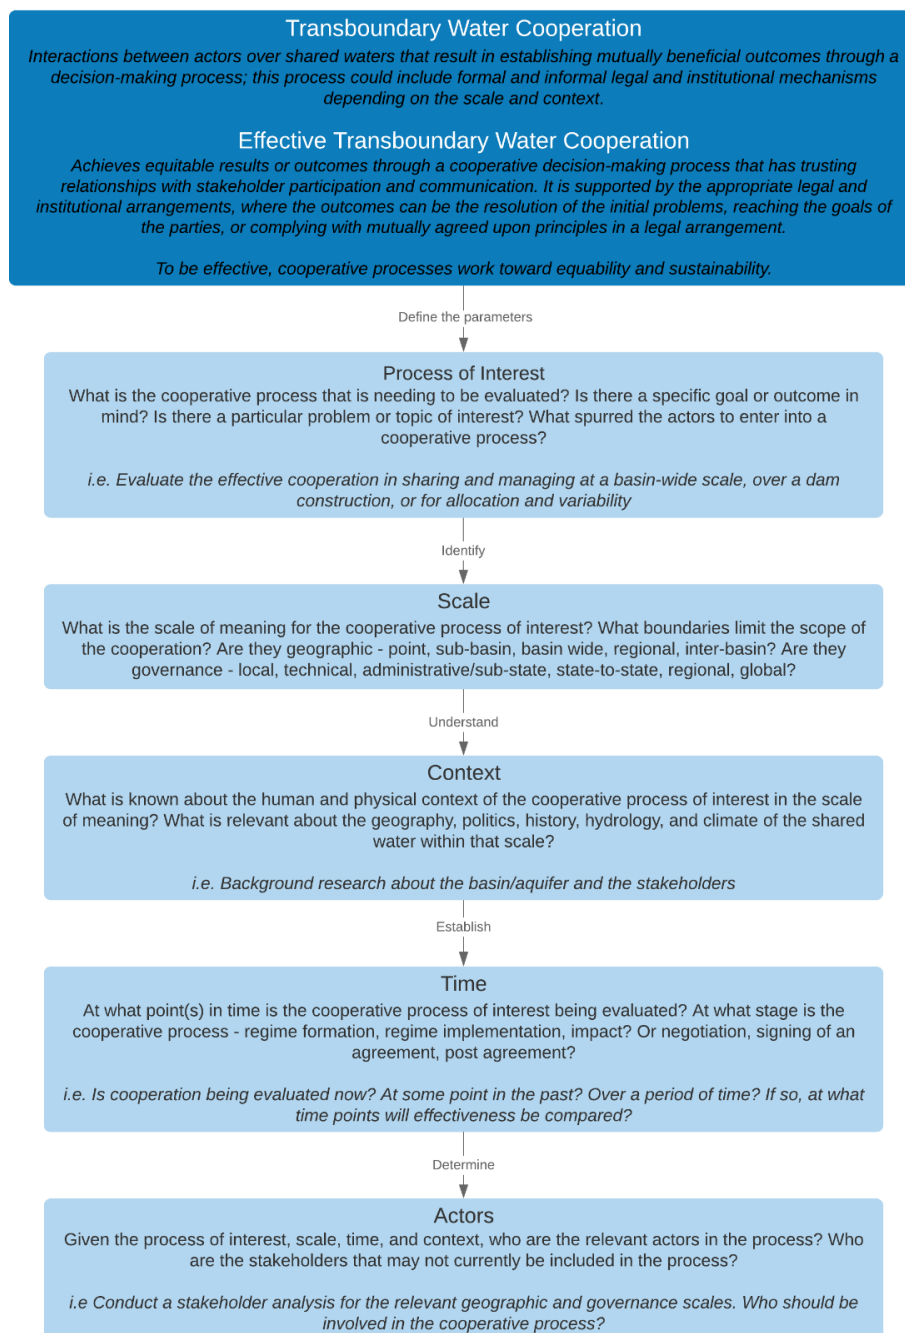 Transboundary Water Cooperation
Interactions between actors over shared waters that result in establishing mutually beneficial outcomes through a
decision-making process; this process could include formal and informal legal and institutional mechanisms
depending on the scale and context.
Effective Transboundary Water Cooperation
Achieves equitable results or outcomes through a cooperative decision-making process that has trusting
relationships with stakeholder participation and communication. It is supported by the appropriate legal and
institutional arrangements, where the outcomes can be the resolution of the initial problems, reaching the goals of
the parties, or complying with mutually agreed upon principles in a legal arrangement.
To be effective, cooperative processes work toward equability and sustainability.
Define the parameters
Process of Interest
What is the cooperative process that is needing to be evaluated? Is there a specific goal or outcome in
mind? Is there a particular problem or topic of interest? What spurred the actors to enter into a
cooperative process?
i.e. Evaluate the effective cooperation in sharing and managing at a basin-wide scale, over a dam
construction, or for allocation and variability
Identify
Scale
What is the scale of meaning for the cooperative process of interest? What boundaries limit the scope of
the cooperation? Are they geographic - point, sub-basin, basin wide, regional, inter-basin? Are they
governance - local, technical, administrative/sub-state, state-to-state, regional, global?
Understand
Context
What is known about the human and physical context of the cooperative process of interest in the scale
of meaning? What is relevant about the geography, politics, history, hydrology, and climate of the shared
water within that scale?
i.e. Background research about the basin/aquifer and the stakeholders
Establish
Time
At what point(s) in time is the cooperative process of interest being evaluated? At what stage is the
cooperative process - regime formation, regime implementation, impact? Or negotiation, signing of an
agreement, post agreement?
i.e. Is cooperation being evaluated now? At some point in the past? Over a period of time? If so, at what
time points will effectiveness be compared?
Determine
Actors
Given the process of interest, scale, time, and context, who are the relevant actors in the process? Who
are the stakeholders that may not currently be included in the process?
i.e Conduct a stakeholder analysis for the relevant geographic and governance scales. Who should be
involved in the cooperative process?